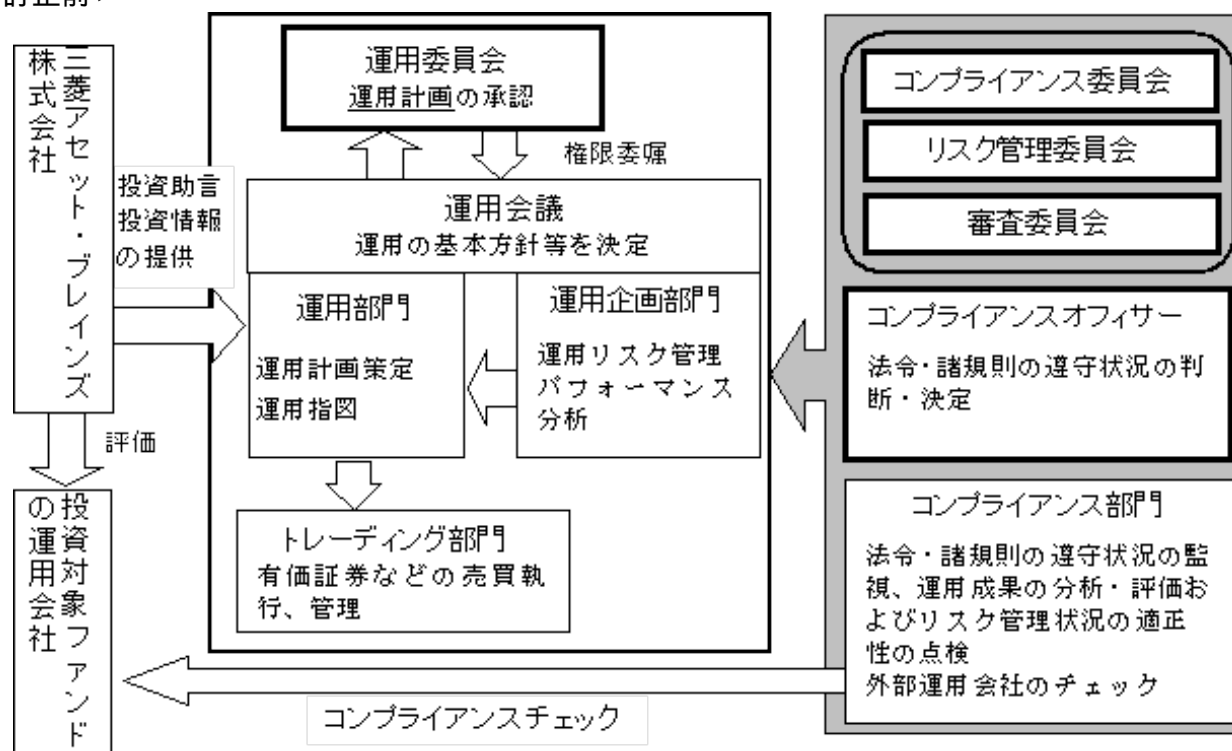 三菱アセット・ブレインズ
株式会社
投資助言
投資情報
の提供
評価
投資対象ファンド
の運用会社
運用委員会
運用計画の承認
権限委嘱
運用会議
運用の基本方針等を決定
運用部門
運用計画策定
運用指図
運用企画部門
運用リスク管理
パフォーマンス
分析
トレーディング部門
有価証券などの売買執
行、管理
コンプライアンス委員会
リスク管理委員会
審査委員会
コンプライアンスオフィサー
法令・諸規則の遵守状況の判
断・決定
コンプライアンス部門
法令・諸規則の遵守状況の監
視、運用成果の分析・評価お
よびリスク管理状況の適正
性の点検
外部運用会社のチェック
コンプライアンスチェック